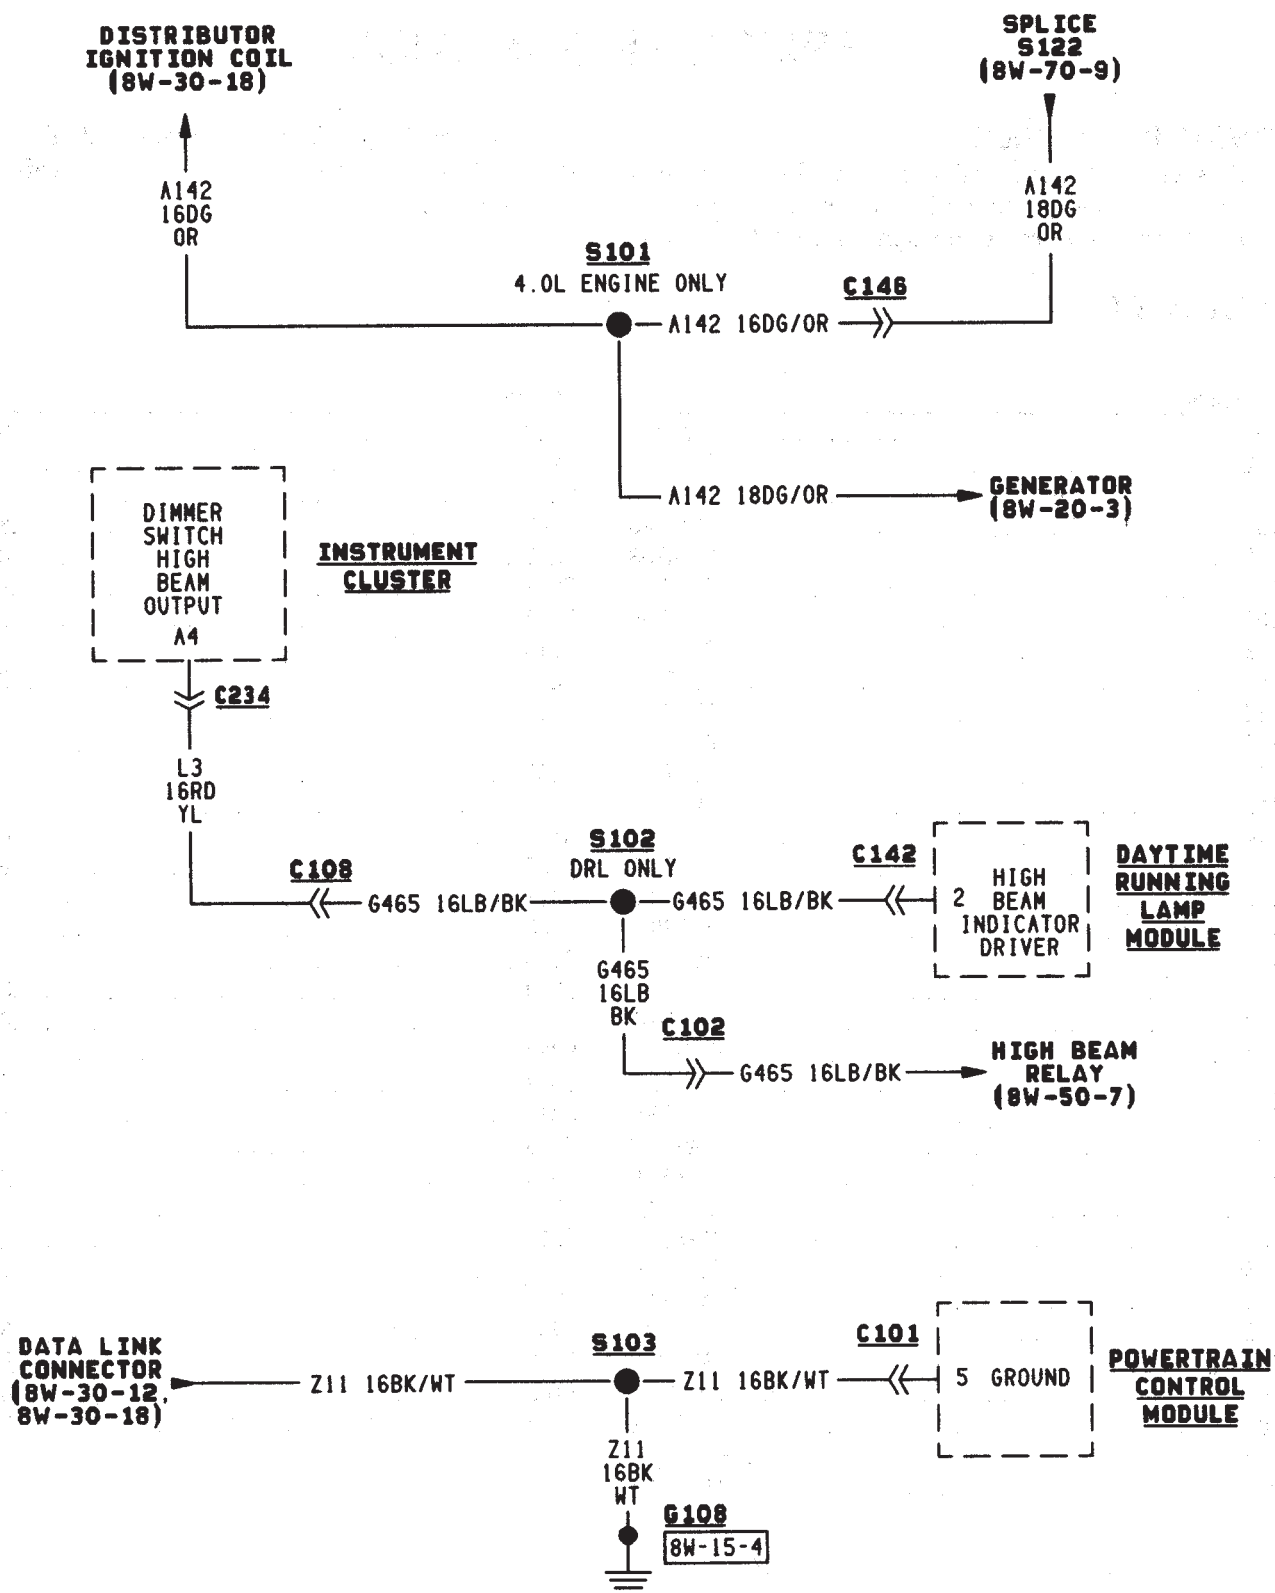 DISTRIBUTOR
IGNITION COIL
(8W-30-18)
SPLICE
S122
(8W-70-9)
A142
16DG
OR
A142
18DG
OR
S101
4.0L ENGINE ONLY
C146
A142 16DG/OR
A142 18DG/OR
GENERATOR
(8W-20-3)
DIMMER
SWITCH
HIGH
BEAM
OUTPUT
A4
INSTRUMENT
CLUSTER
C234
L3
16RD
YL
C108
G465 16LB/BK
S102
DRL ONLY
G465 16LB/BK
C142
2
HIGH
BEAM
INDICATOR
DRIVER
DAYTIME
RUNNING
LAMP
MODULE
G465
16LB
BK
C102
G465 16LB/BK
HIGH BEAM
RELAY
(8W-50-7)
DATA LINK
CONNECTOR
(8W-30-12,
8W-30-18)
Z11 16BK/WT
S103
Z11 16BK/WT
C101
5 GROUND
POWERTRAIN
CONTROL
MODULE
Z11
16BK
WT
G108
8W-15-4